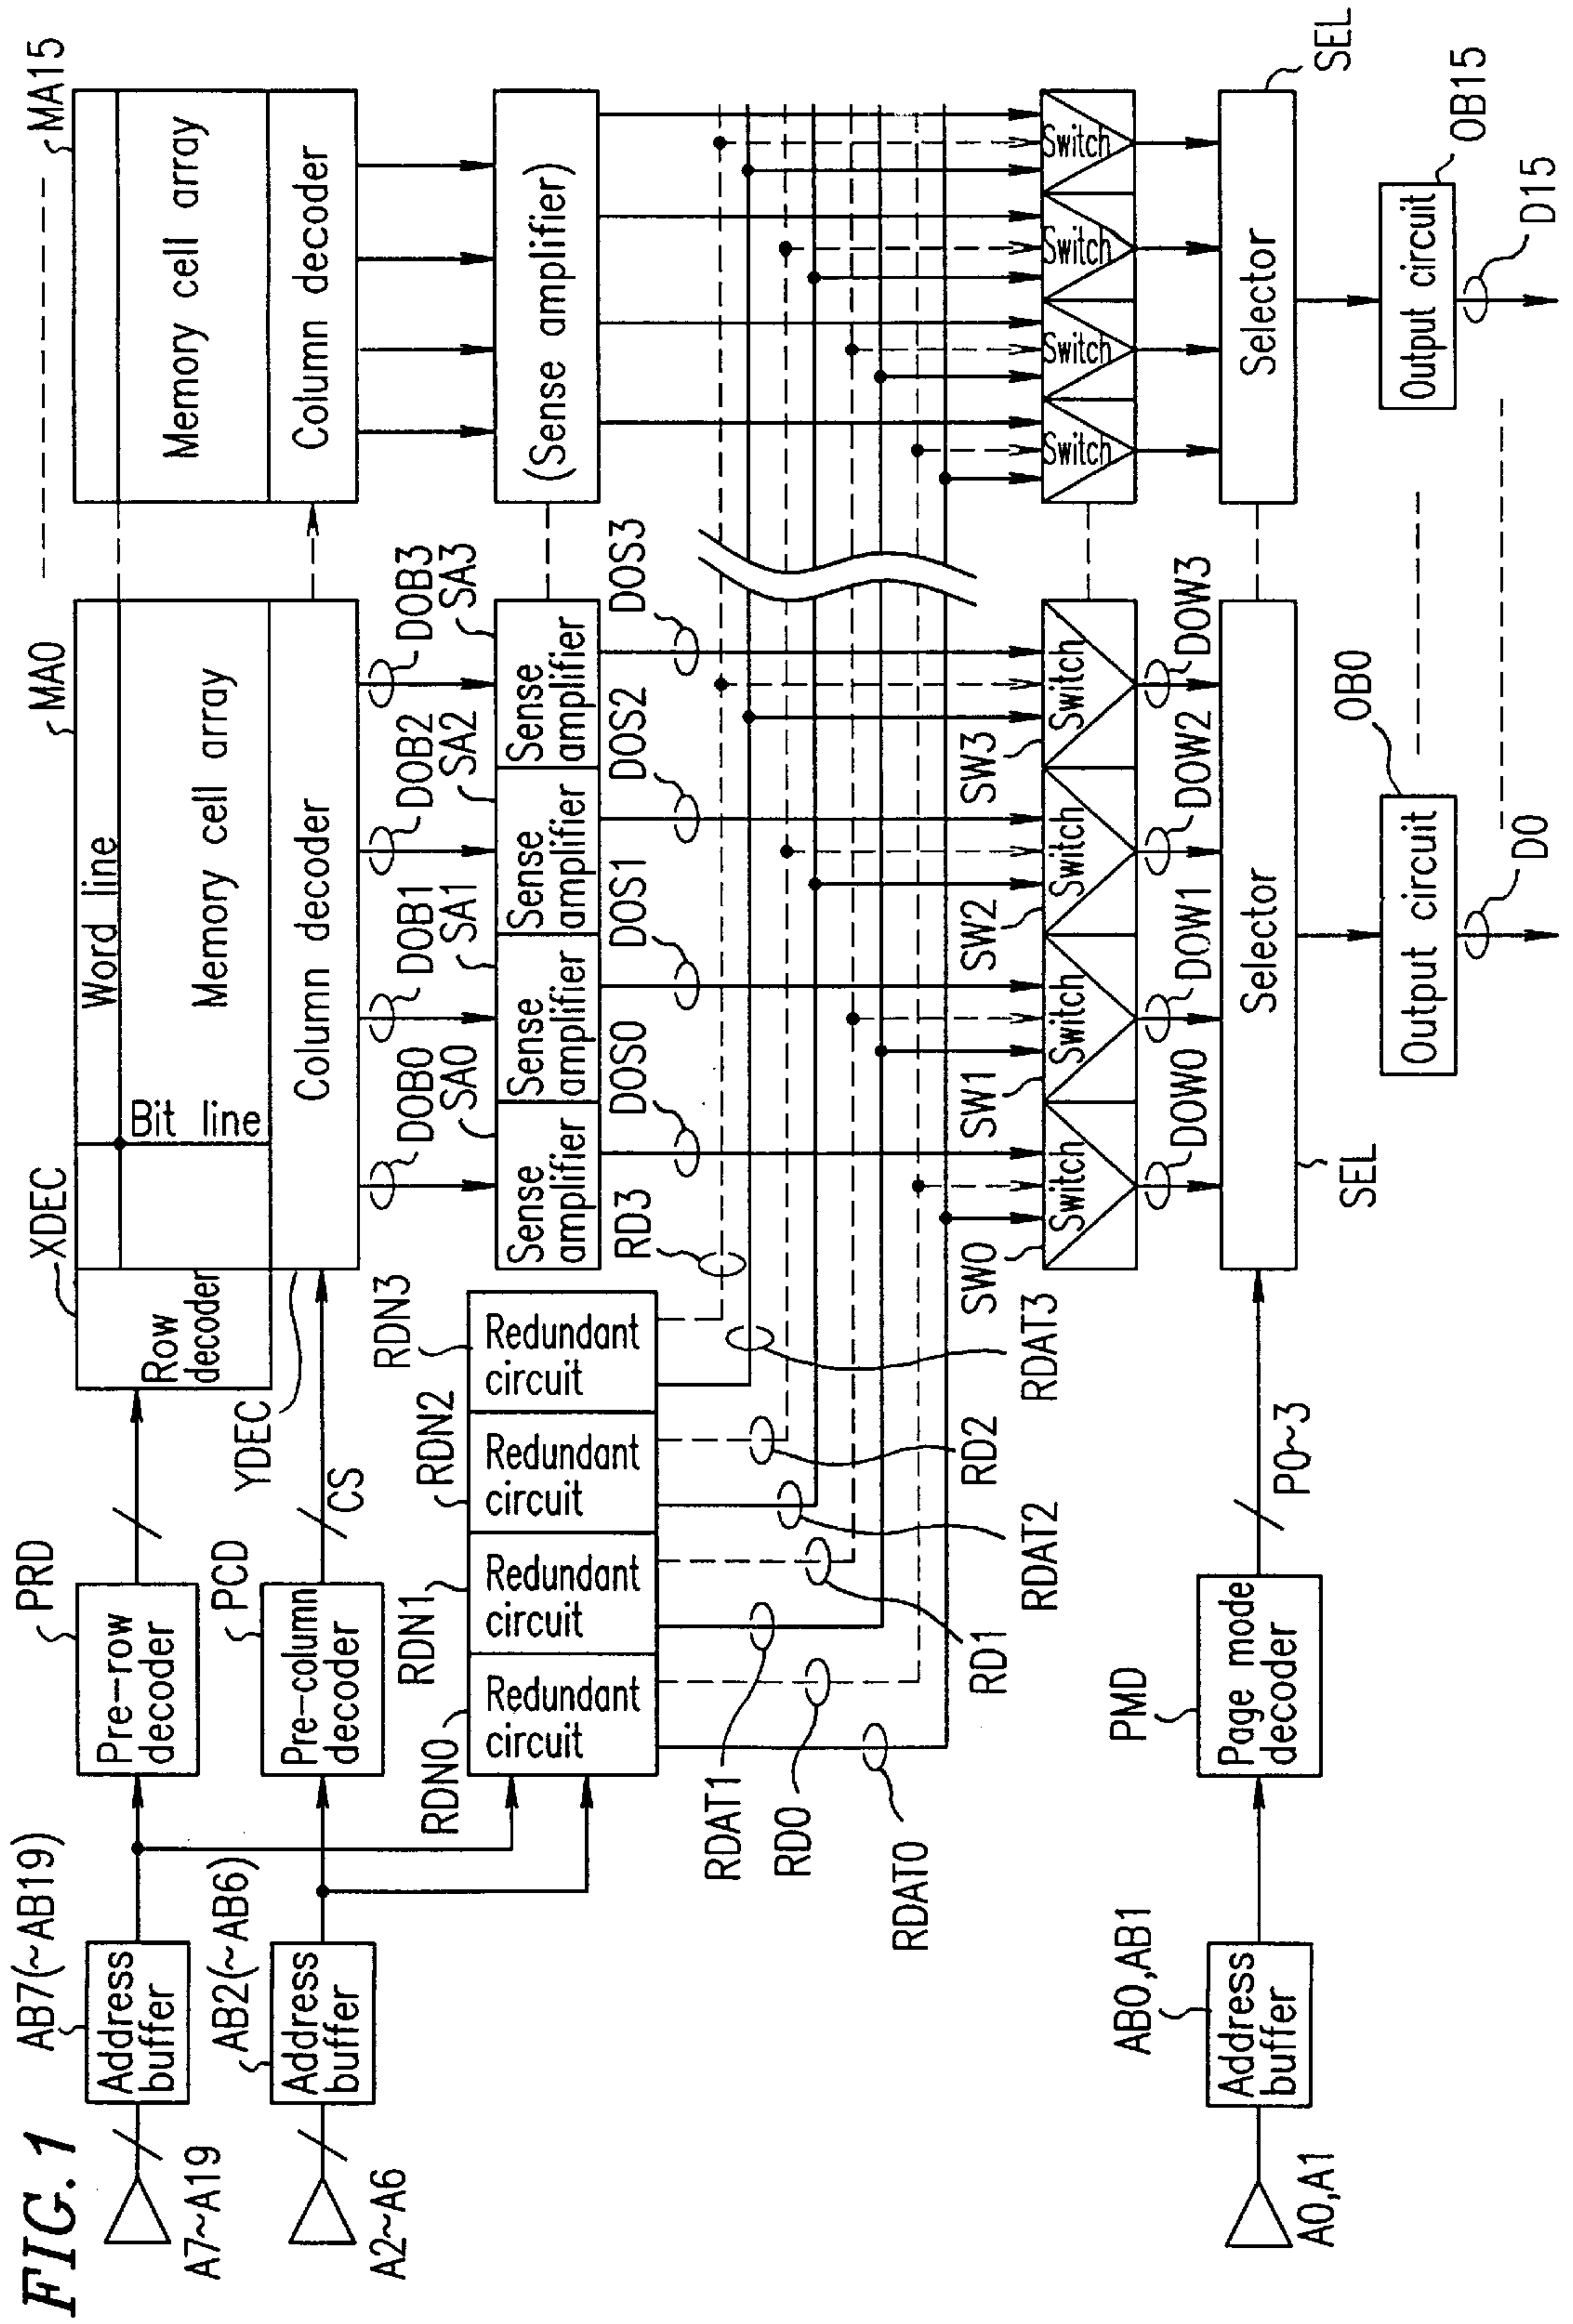 FIG. 1
A7~A19
AB7(~AB19)
Address
buffer
PRD
Pre-row
decoder
XDEC
Row
decoder
MA0
Word line
Bit line
Memory cell array
Column decoder
MA15
Memory cell array
Column decoder
A2~A6
AB2(~AB6)
Address
buffer
PCD
Pre-column
decoder
CS
YDEC
DOB0
DOB1
DOB2
DOB3
SA0
SA1
SA2
SA3
Sense
amplifier
Sense
amplifier
Sense
amplifier
Sense
amplifier
(Sense amplifier)
RDN0
RDN1
RDN2
RDN3
Redundant
circuit
Redundant
circuit
Redundant
circuit
Redundant
circuit
DOS0
DOS1
DOS2
DOS3
RD3
RDAT1
RD0
RDAT0
RD1
RDAT2
RD2
RDAT3
SW0
SW1
SW2
SW3
Switch
Switch
Switch
Switch
Switch
Switch
Switch
Switch
DOW0
DOW1
DOW2
DOW3
A0,A1
AB0,AB1
Address
buffer
PMD
Page mode
decoder
P0~3
Selector
SEL
Selector
SEL
OB0
Output circuit
D0
OB15
Output circuit
D15